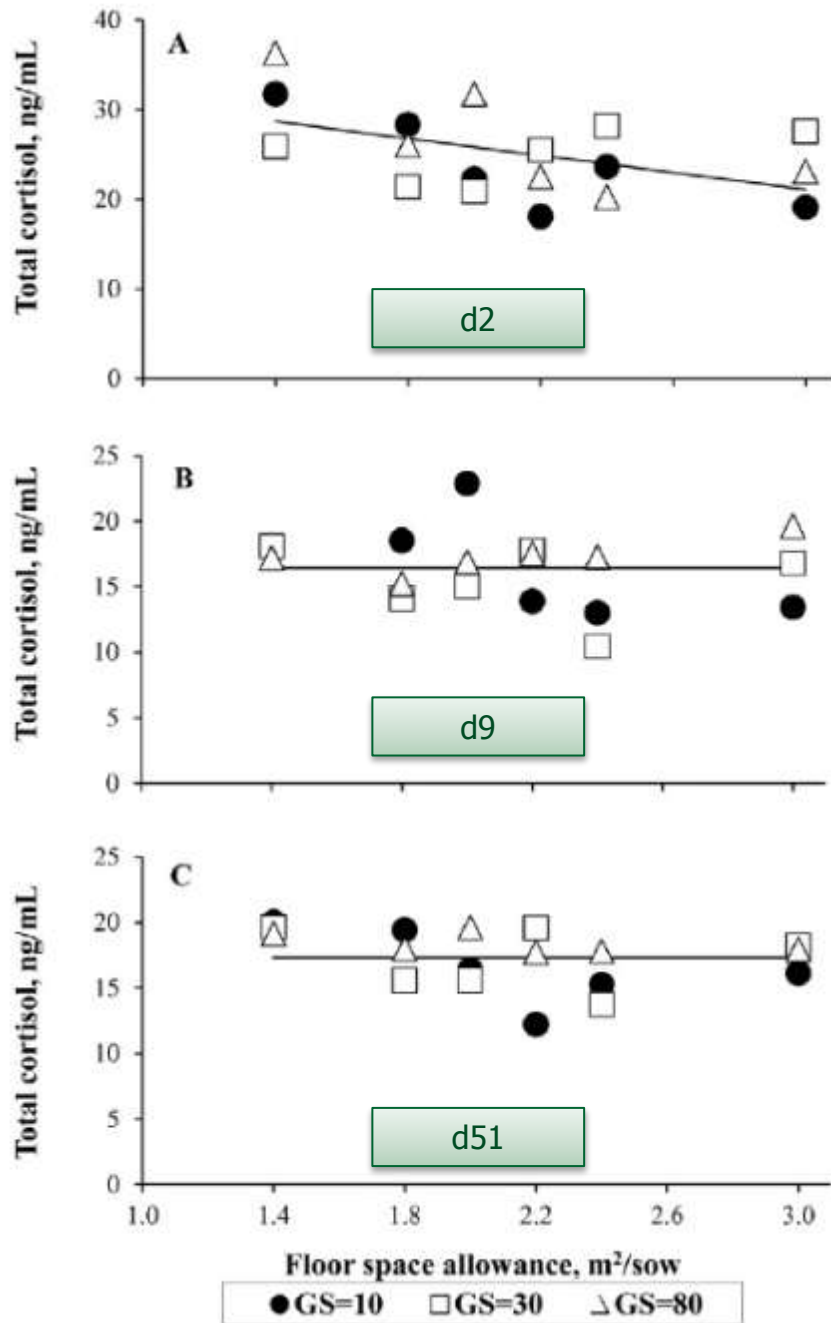 A
Total cortisol, ng/mL
40
30
20
10
0
d2
B
Total cortisol, ng/mL
25
20
15
10
5
0
d9
C
Total cortisol, ng/mL
25
20
15
10
5
0
d51
1.0 1.4 1.8 2.2 2.6 3.0
Floor space allowance, m²/sow
GS=10 GS=30 GS=80